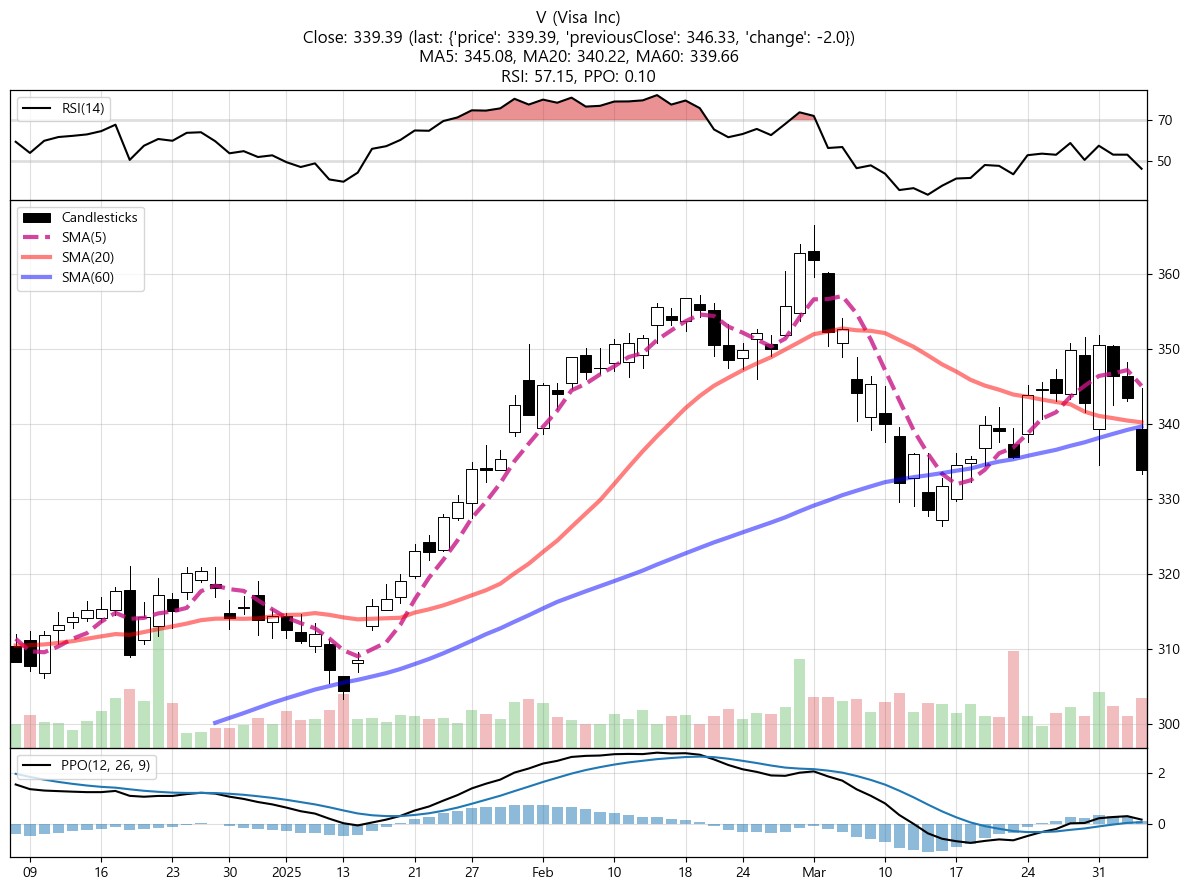 V (Visa Inc)
Close: 339.39 (last: {'price': 339.39, 'previousClose': 346.33, 'change': -2.0})
MA5: 345.08, MA20: 340.22, MA60: 339.66
RSI: 57.15, PPO: 0.10
RSI(14)
70
50
Candlesticks
SMA(5)
SMA(20)
SMA(60)
360
350
340
330
320
310
300
PPO(12, 26, 9)
2
0
09 16 23 30 2025 13 21 27 Feb 10 18 24 Mar 10 17 24 31